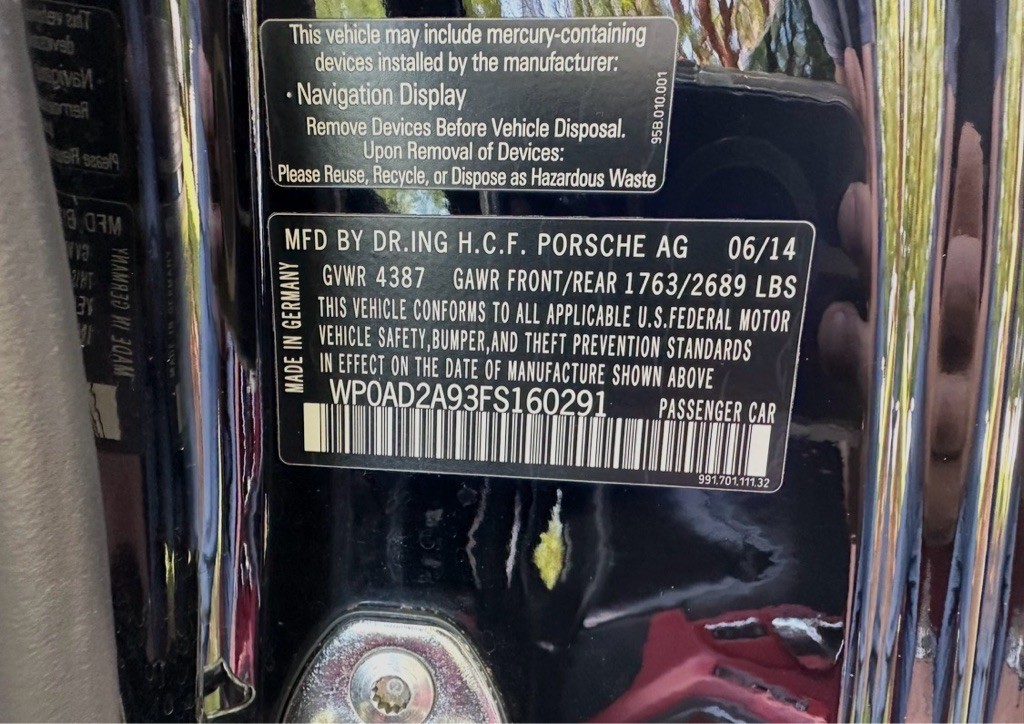 This vehicle may include mercury-containing
devices installed by the manufacturer:
· Navigation Display
Remove Devices Before Vehicle Disposal.
Upon Removal of Devices:
Please Reuse, Recycle, or Dispose as Hazardous Waste
95B.010.001
MFD BY DR.ING H.C.F. PORSCHE AG 06/14
GVWR 4387 GAWR FRONT/REAR 1763/2689 LBS
THIS VEHICLE CONFORMS TO ALL APPLICABLE U.S.FEDERAL MOTOR
VEHICLE SAFETY,BUMPER,AND THEFT PREVENTION STANDARDS
IN EFFECT ON THE DATE OF MANUFACTURE SHOWN ABOVE
MADE IN GERMANY
WP0AD2A93FS160291 PASSENGER CAR
991.701.111.32